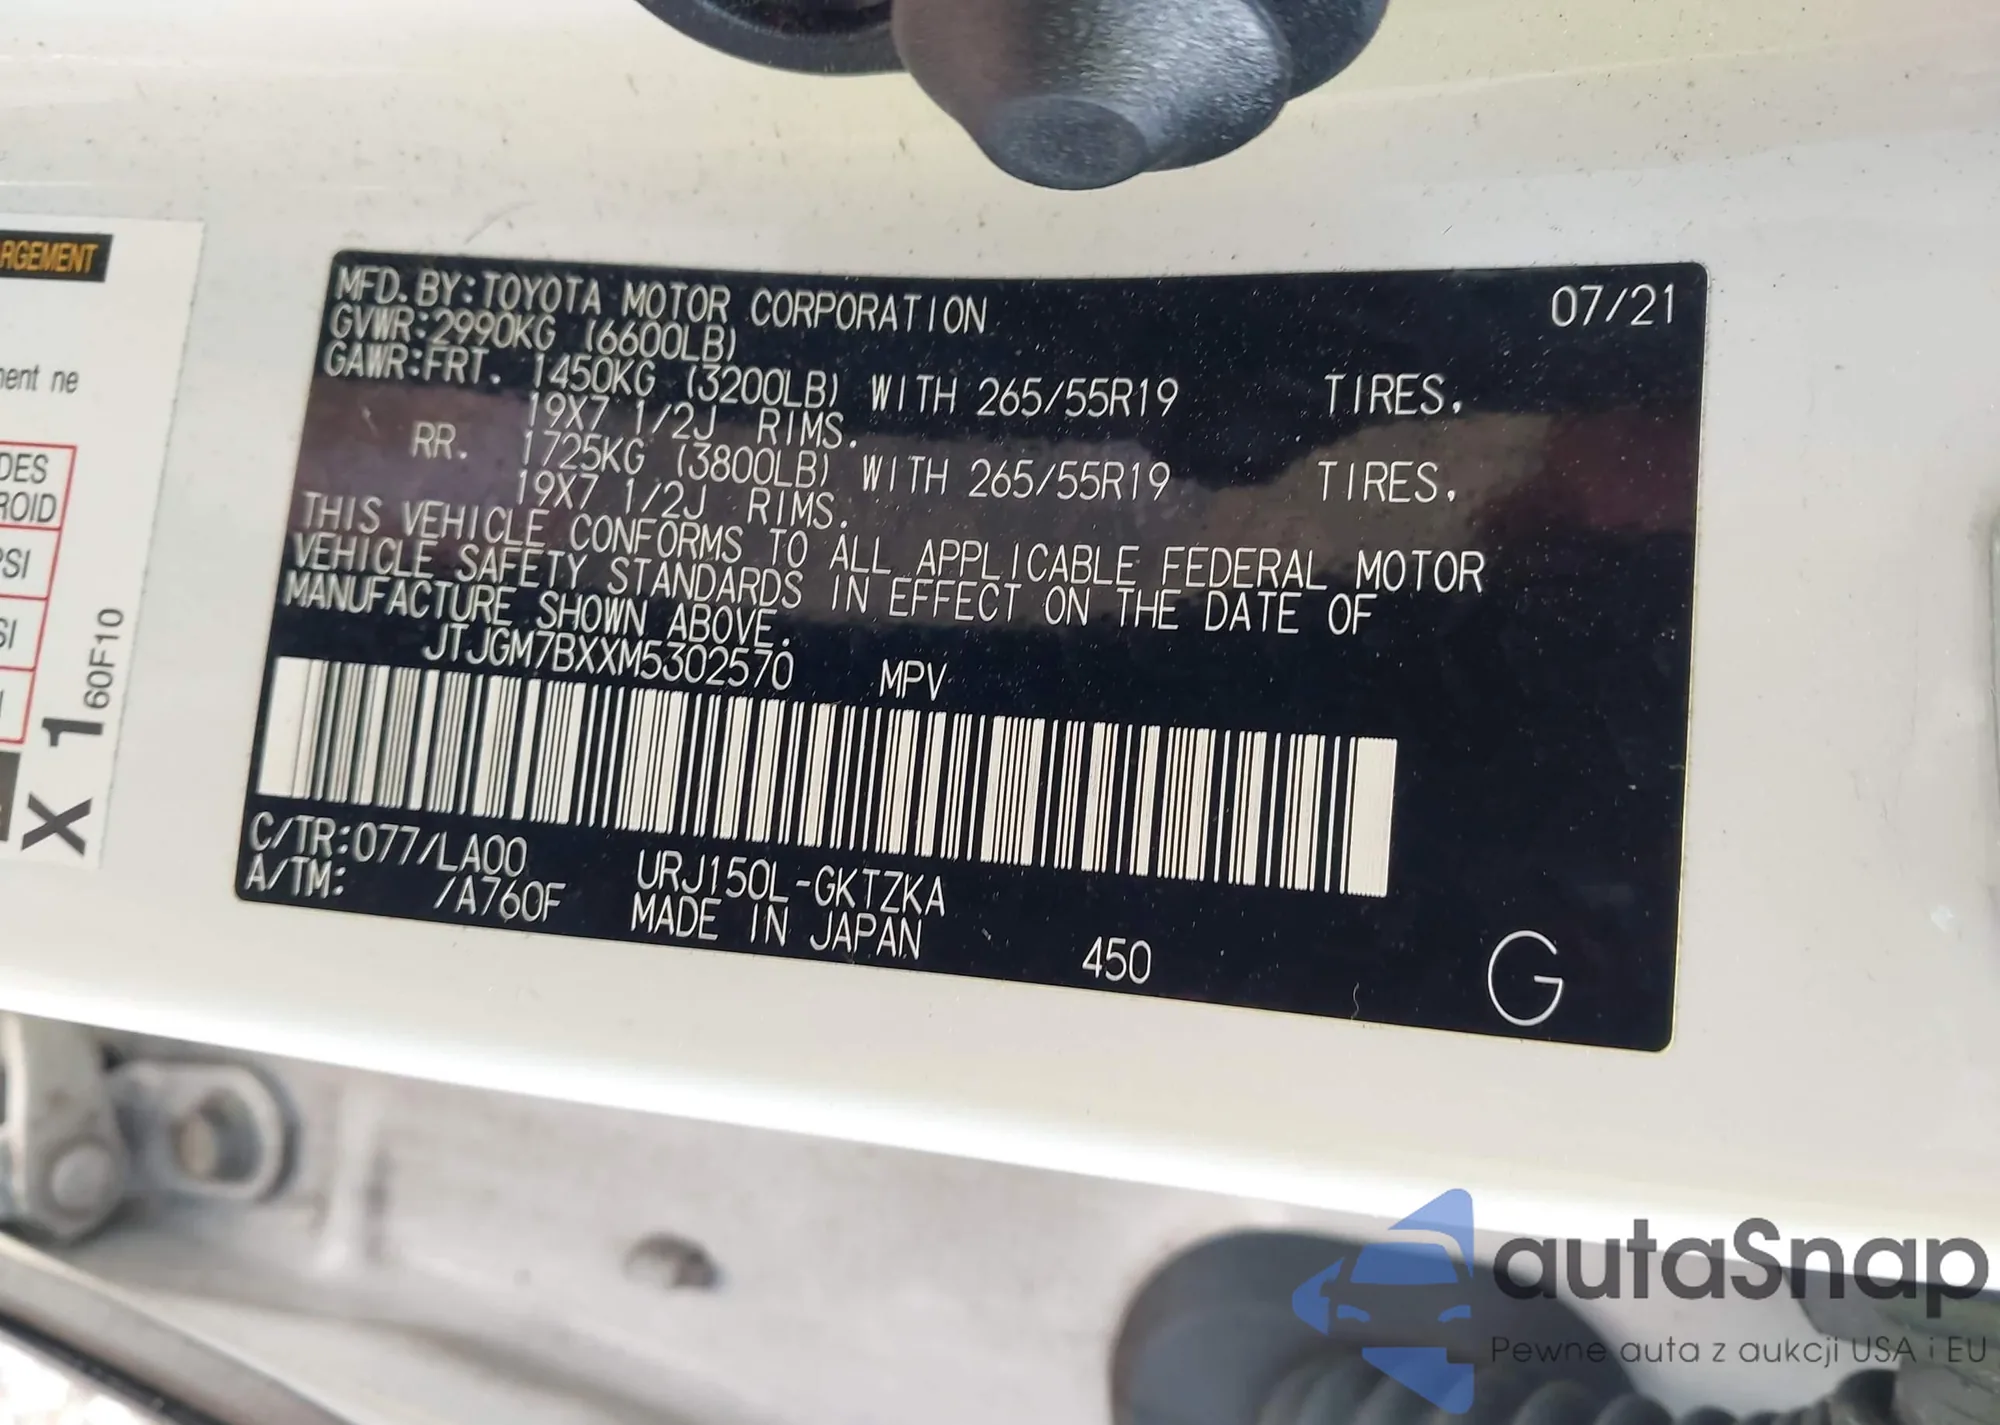 RGEMENT
ment ne
DES
ROID
PSI
SI
X 1
60F10
MFD. BY: TOYOTA MOTOR CORPORATION 07/21
GVWR: 2990KG (6600LB)
GAWR: FRT. 1450KG (3200LB) WITH 265/55R19 TIRES,
19X7 1/2J RIMS.
RR. 1725KG (3800LB) WITH 265/55R19 TIRES,
19X7 1/2J RIMS.
THIS VEHICLE CONFORMS TO ALL APPLICABLE FEDERAL MOTOR
VEHICLE SAFETY STANDARDS IN EFFECT ON THE DATE OF
MANUFACTURE SHOWN ABOVE.
JTJGM7BXXM5302570 MPV
C/TR: 077/LA00 URJ150L-GKTZKA
A/TM: /A760F MADE IN JAPAN 450 G
autaSnap
Pewne auta z aukcji USA i EU